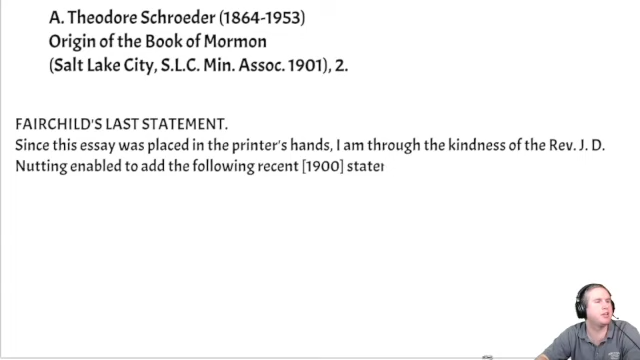 A. Theodore Schroeder (1864-1953)
Origin of the Book of Mormon
(Salt Lake City, S.L.C. Min. Assoc. 1901), 2.
FAIRCHILD'S LAST STATEMENT.
Since this essay was placed in the printer's hands, I am through the kindness of the Rev. J. D.
Nutting enabled to add the following recent [1900] stater